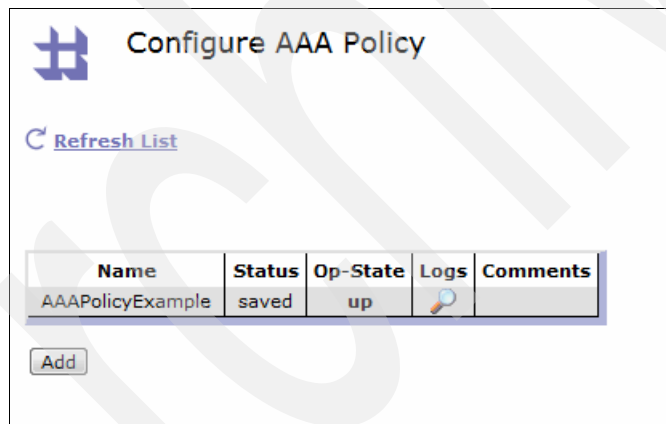 Configure AAA Policy
Refresh List
Name Status Op-State Logs Comments
AAAPolicyExample saved up
Add